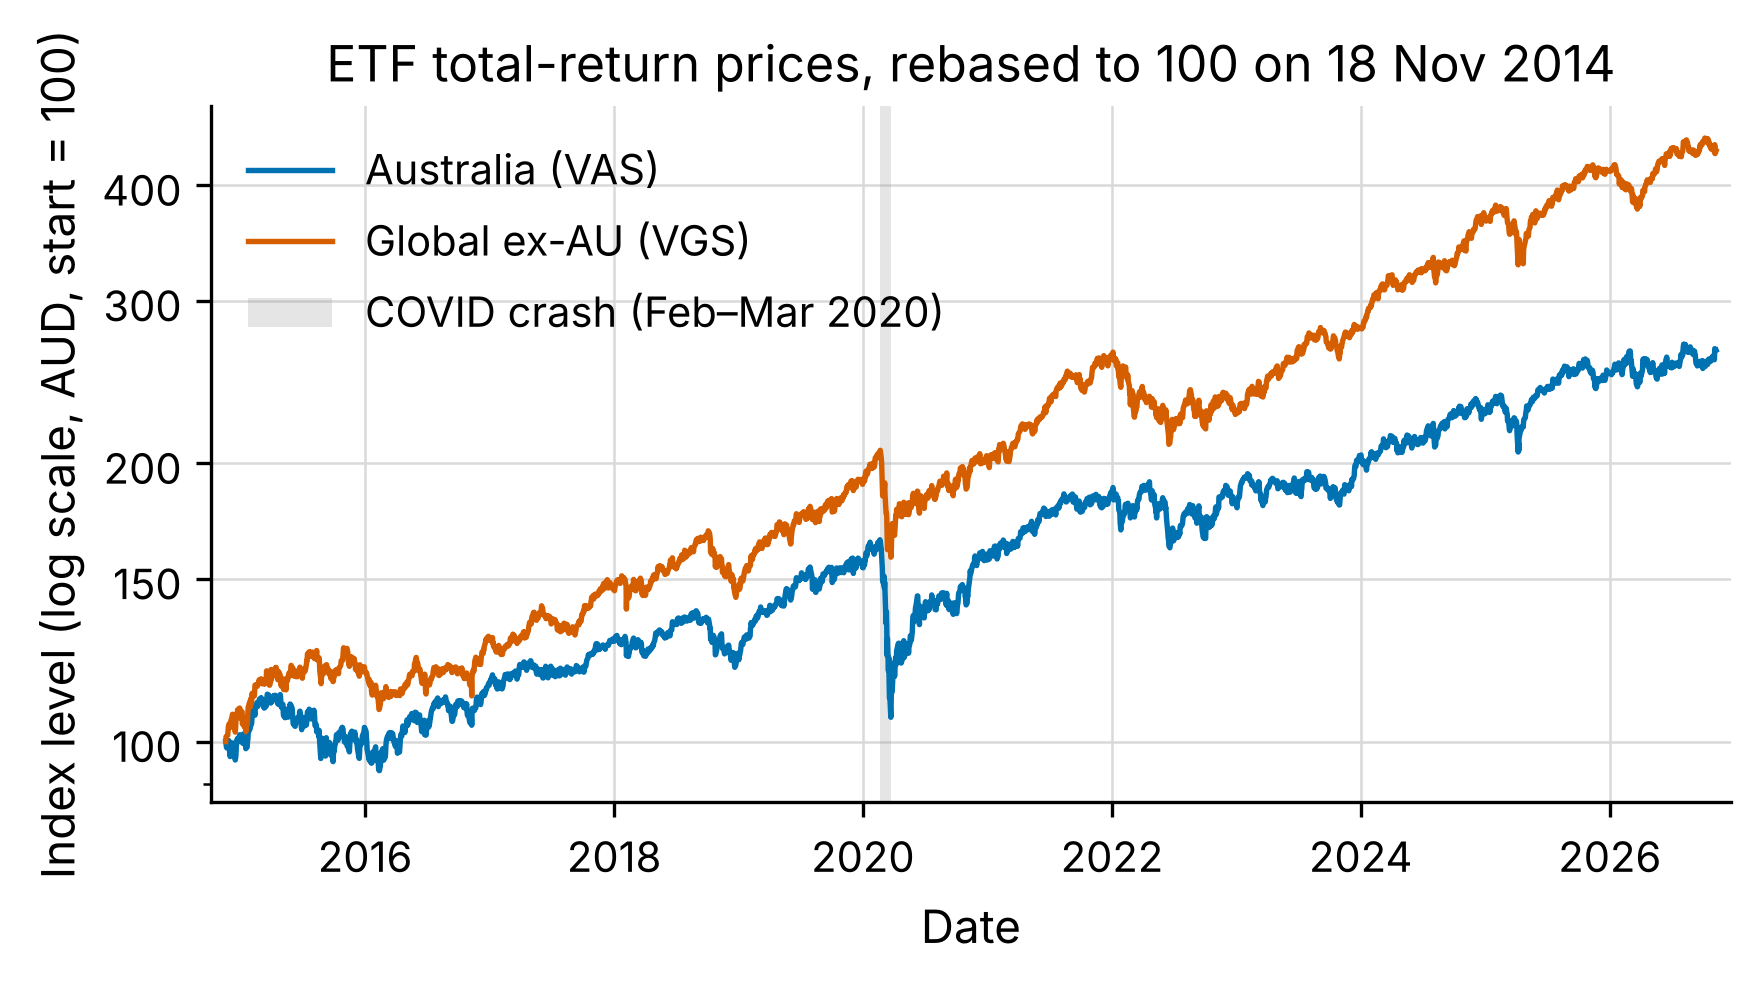 ETF total-return prices, rebased to 100 on 18 Nov 2014
Index level (log scale, AUD, start = 100)
Australia (VAS)
Global ex-AU (VGS)
COVID crash (Feb–Mar 2020)
400
300
200
150
100
2016 2018 2020 2022 2024 2026
Date